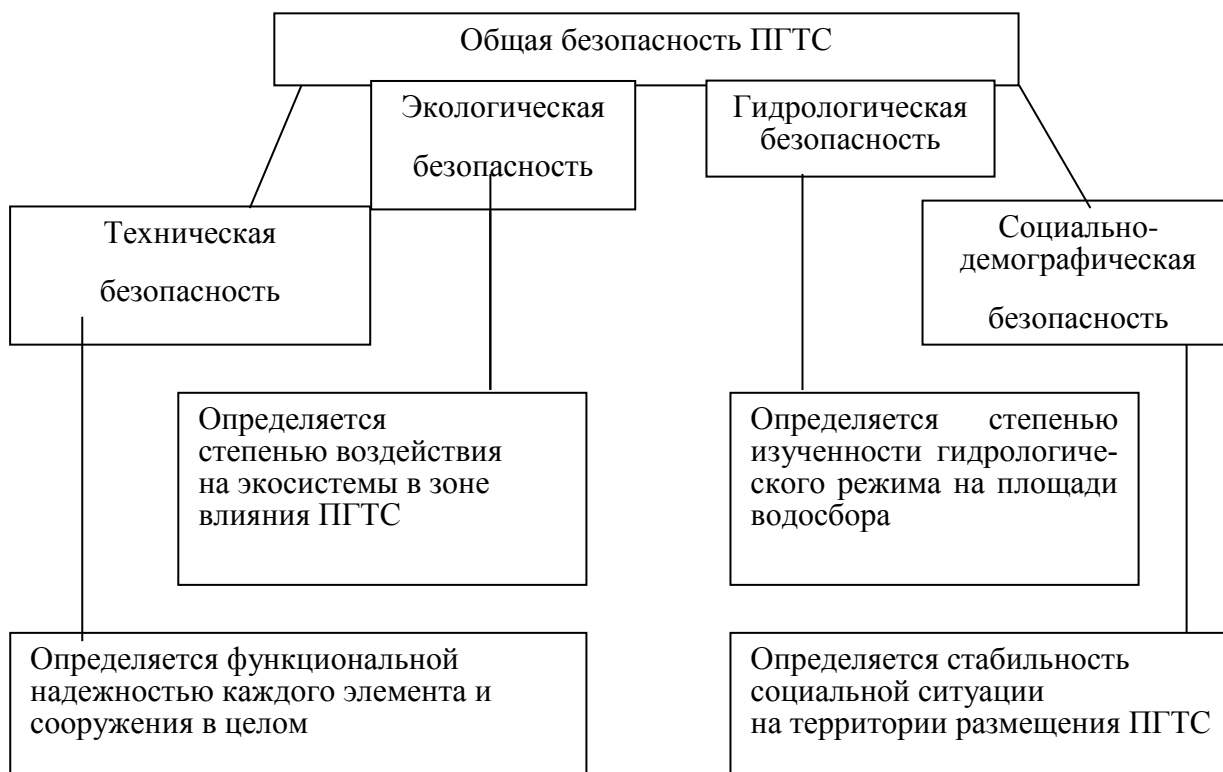 Общая безопасность ПГТС
Экологическая
безопасность
Гидрологическая
безопасность
Техническая
безопасность
Социально-
демографическая
безопасность
Определяется
степенью воздействия
на экосистемы в зоне
влияния ПГТС
Определяется степенью
изученности гидрологиче-
ского режима на площади
водосбора
Определяется функциональной
надежностью каждого элемента и
сооружения в целом
Определяется стабильность
социальной ситуации
на территории размещения ПГТС